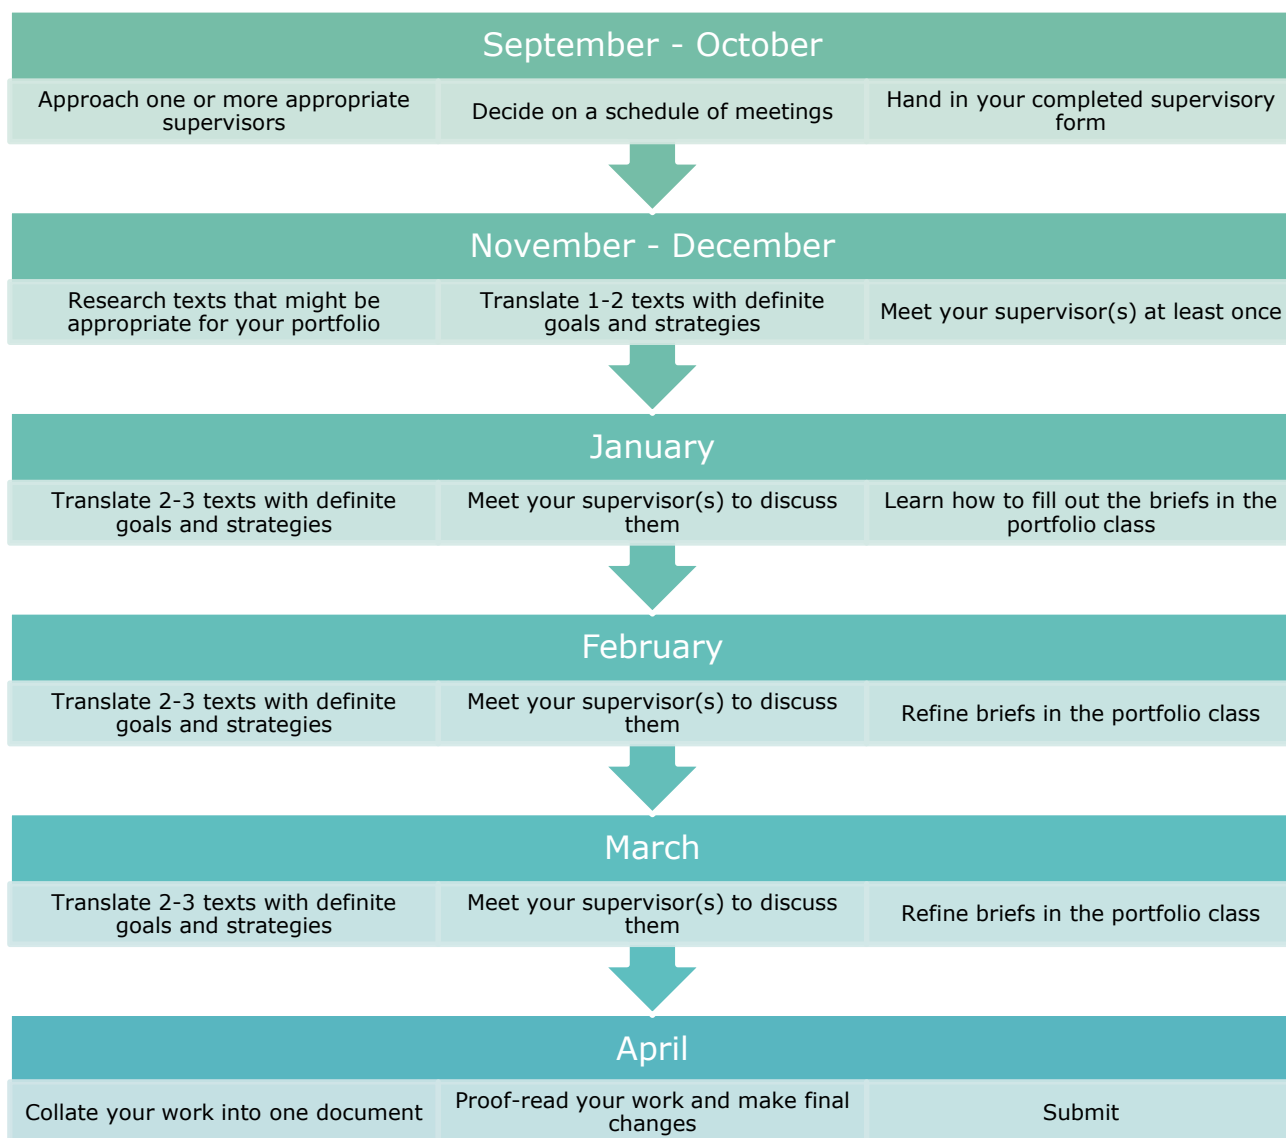 September - October
Approach one or more appropriate
supervisors
Decide on a schedule of meetings
Hand in your completed supervisory
form
November - December
Research texts that might be
appropriate for your portfolio
Translate 1-2 texts with definite
goals and strategies
Meet your supervisor(s) at least once
January
Translate 2-3 texts with definite
goals and strategies
Meet your supervisor(s) to discuss
them
Learn how to fill out the briefs in the
portfolio class
February
Translate 2-3 texts with definite
goals and strategies
Meet your supervisor(s) to discuss
them
Refine briefs in the portfolio class
March
Translate 2-3 texts with definite
goals and strategies
Meet your supervisor(s) to discuss
them
Refine briefs in the portfolio class
April
Collate your work into one document
Proof-read your work and make final
changes
Submit